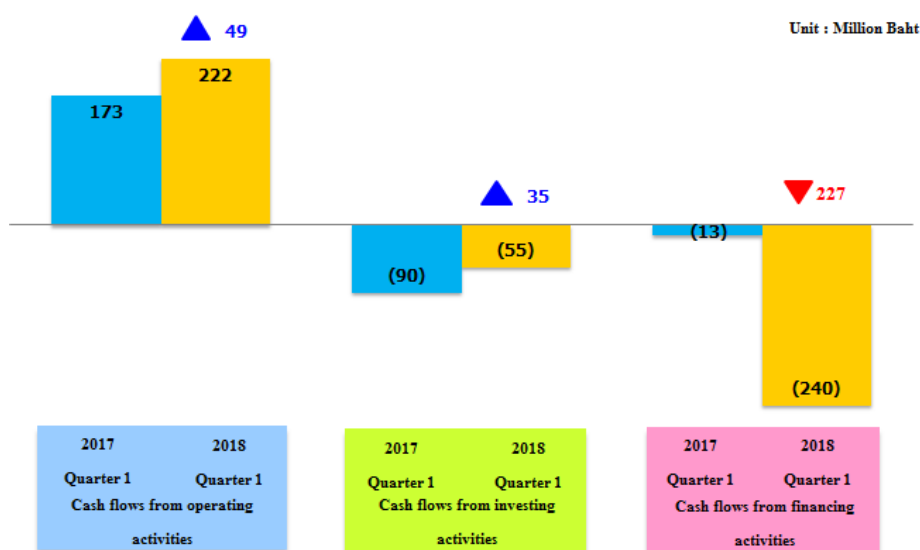 49
Unit : Million Baht
173
222
35
227
(90)
(55)
(13)
(240)
2017 2018
Quarter 1 Quarter 1
Cash flows from operating
activities
2017 2018
Quarter 1 Quarter 1
Cash flows from investing
activities
2017 2018
Quarter 1 Quarter 1
Cash flows from financing
activities